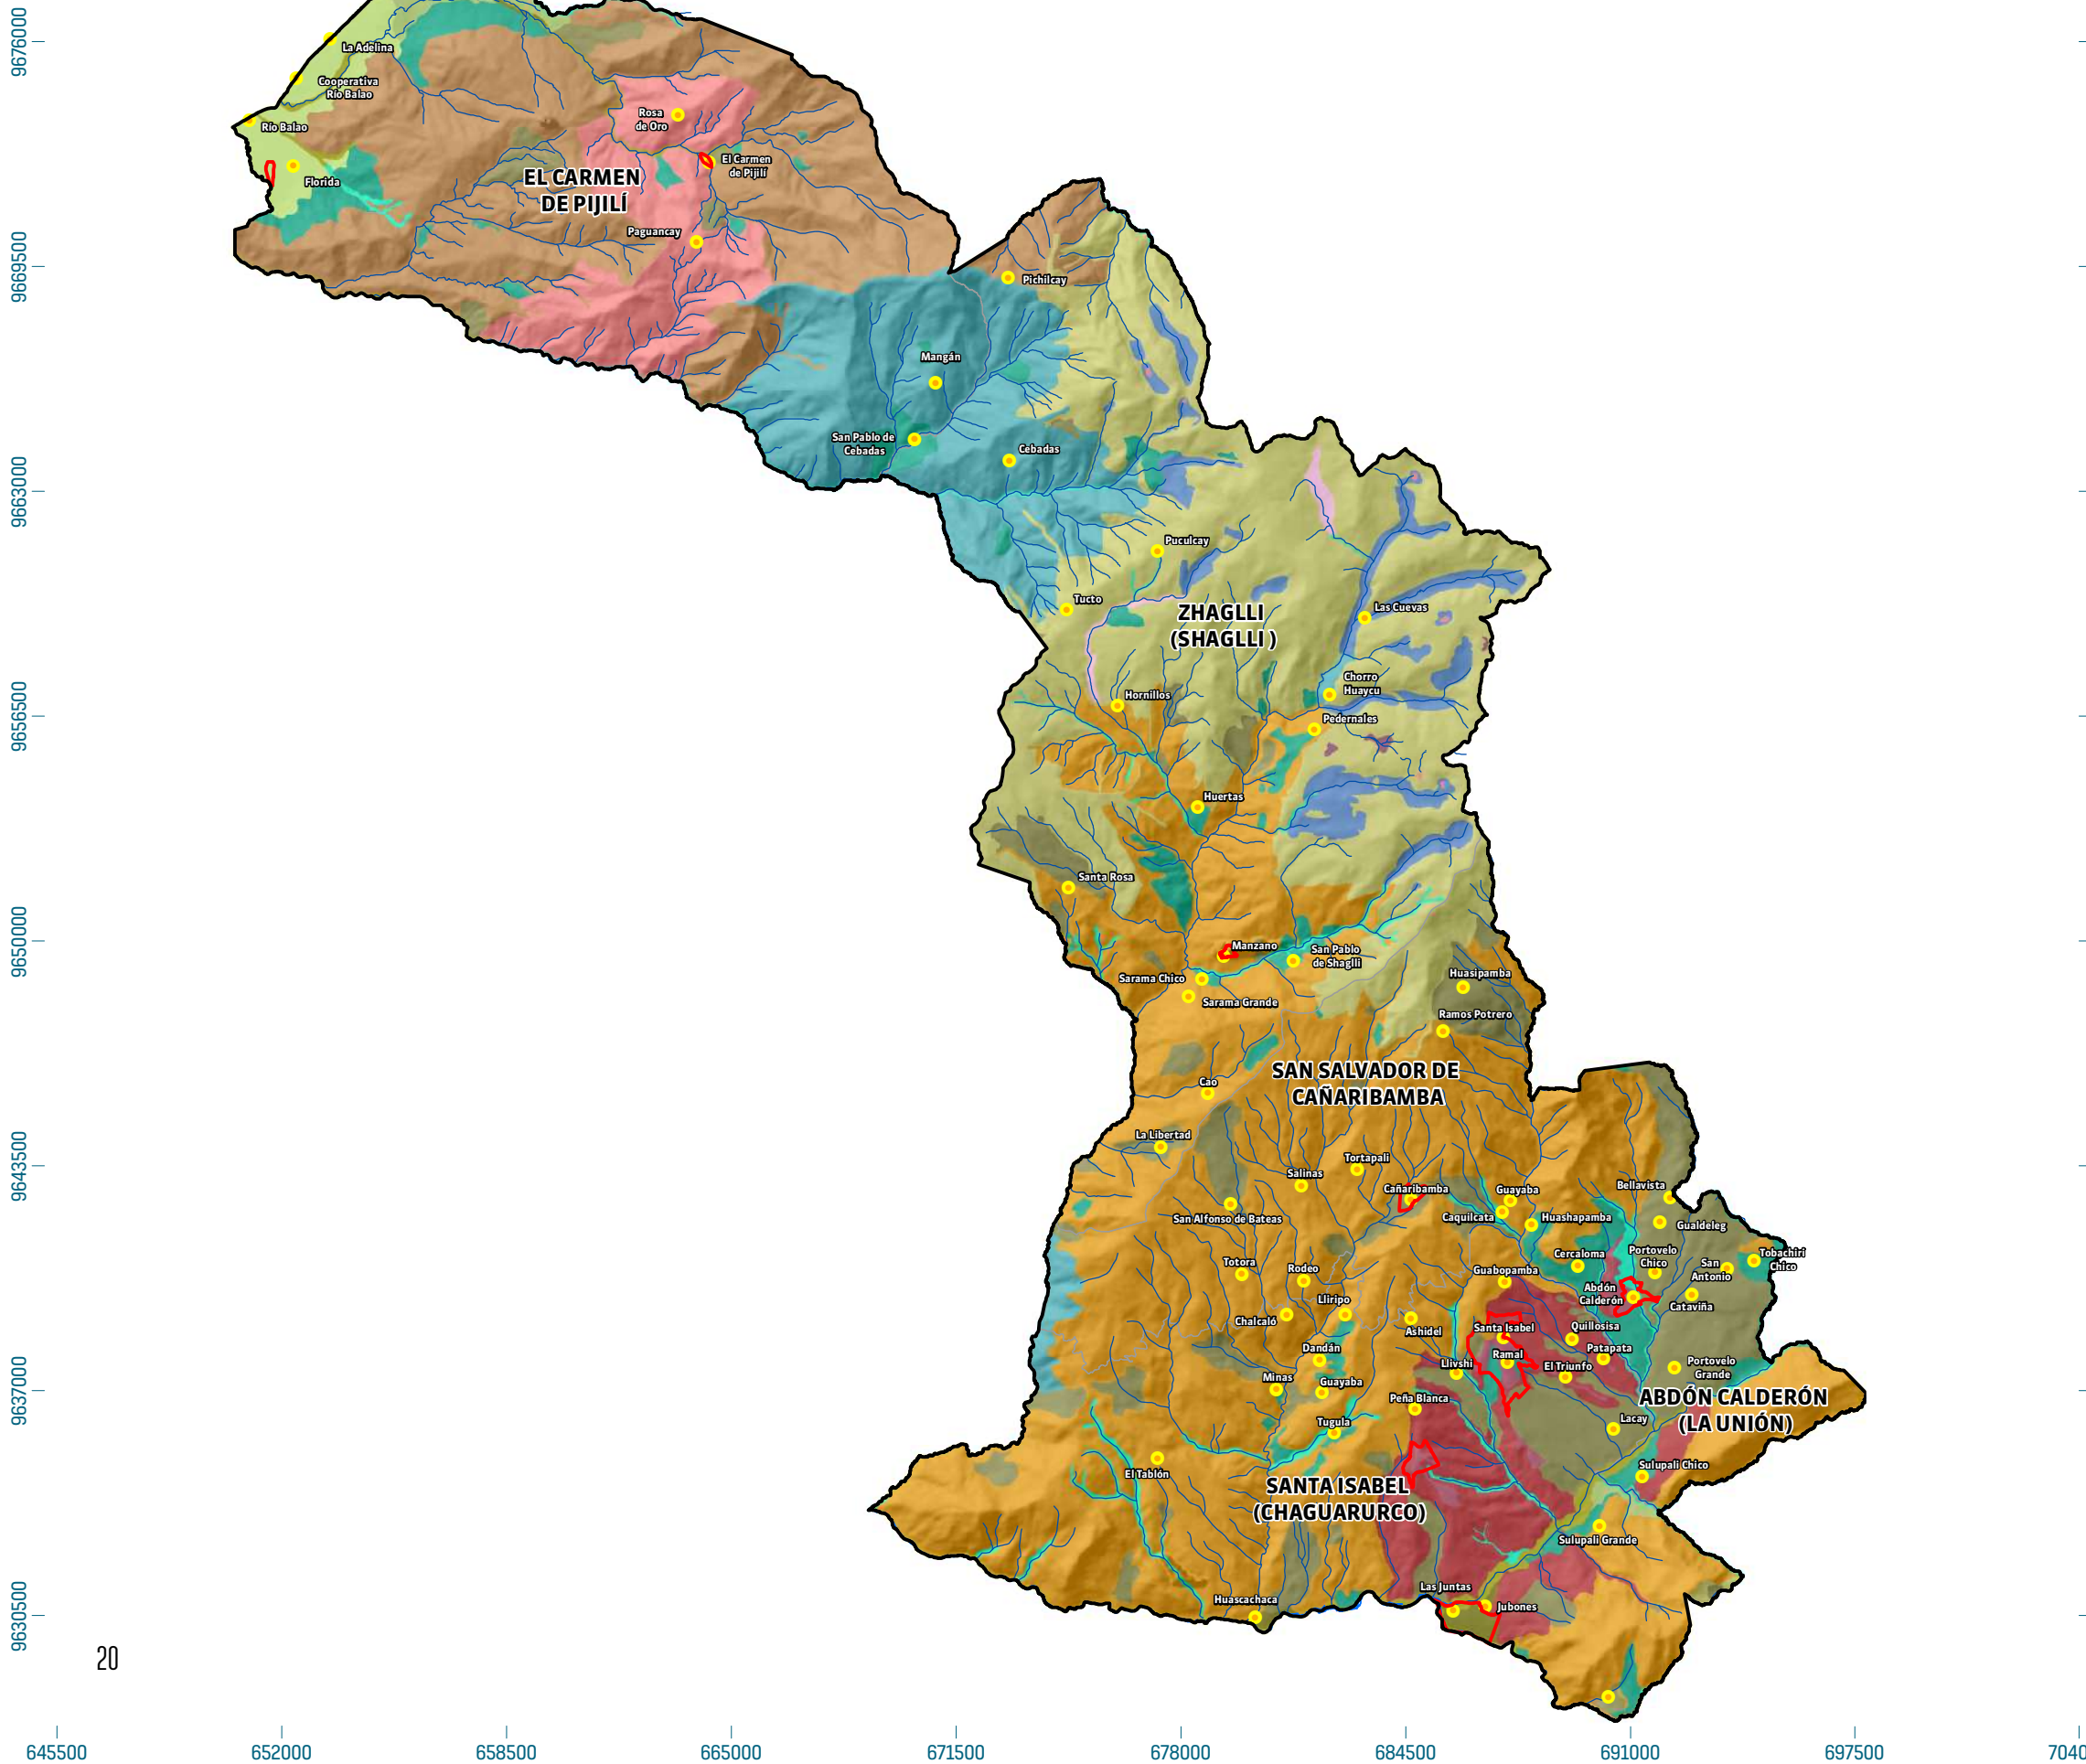 9676000
La Adelina
Cooperativa
Río Balao
Río Balao
Florida
Rosa
de Oro
El Carmen
de Pijilí
EL CARMEN
DE PIJILÍ
Paguancay
9669500
Pichilcay
Mangán
San Pablo de
Cebadas
Cebadas
9663000
Puculcay
Tucto
ZHAGLLI
(SHAGLLI )
Las Cuevas
Chorro
Huaycu
Hornillos
9656500
Pedernales
Huertas
Santa Rosa
9650000
Manzano
San Pablo
de Shaglli
Sarama Chico
Sarama Grande
Huasipamba
Ramos Potrero
SAN SALVADOR DE
CAÑARIBAMBA
Cao
La Libertad
9643500
Tortapali
Salinas
Cañaribamba
Guayaba
Bellavista
San Alfonso de Bateas
Caquilcata
Huashapamba
Gualdeleg
Totora
Rodeo
Guabopamba
Cercaloma
Portovelo
Chico
San
Antonio
Tobachiri
Chico
Abdón
Calderón
Cataviña
Lliripo
Chalcaló
Ashidel
Santa Isabel
Quillosisa
Dandán
Ramal
Patapata
Llivshi
El Triunfo
Portovelo
Grande
Minas
Guayaba
9637000
Peña Blanca
ABDÓN CALDERÓN
(LA UNIÓN)
Tugula
Lacay
El Tablón
Sulupali Chico
SANTA ISABEL
(CHAGUARURCO)
Sulupali Grande
Las Juntas
Huascachaca
Jubones
9630500
20
645500
652000
658500
665000
671500
678000
684500
691000
697500
7040